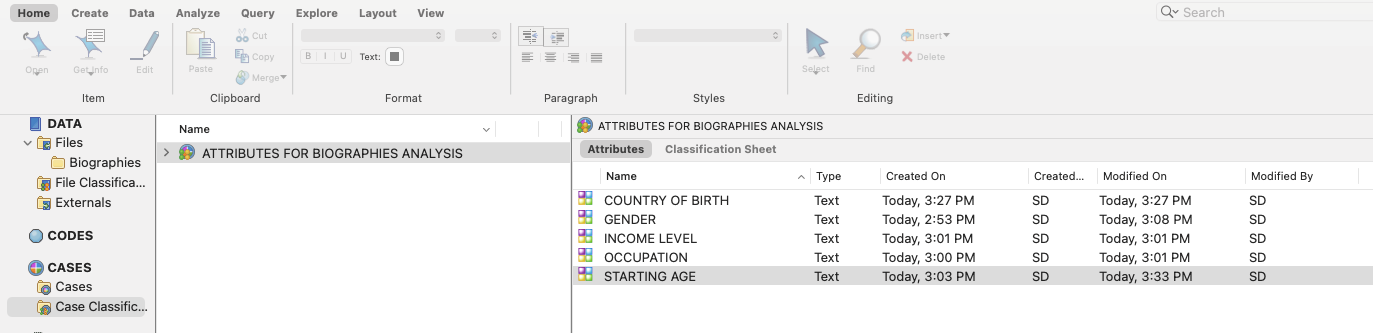 Home Create Data Analyze Query Explore Layout View Search
Open Get Info Edit Paste Cut Copy Merge B I U Text: Select Find Insert Delete
Item Clipboard Format Paragraph Styles Editing
DATA
Files
Biographies
File Classifica...
Externals
CODES
CASES
Cases
Case Classific...
Name
ATTRIBUTES FOR BIOGRAPHIES ANALYSIS
ATTRIBUTES FOR BIOGRAPHIES ANALYSIS
Attributes Classification Sheet
Name Type Created On Created... Modified On Modified By
COUNTRY OF BIRTH Text Today, 3:27 PM SD Today, 3:27 PM SD
GENDER Text Today, 2:53 PM SD Today, 3:08 PM SD
INCOME LEVEL Text Today, 3:01 PM SD Today, 3:01 PM SD
OCCUPATION Text Today, 3:00 PM SD Today, 3:01 PM SD
STARTING AGE Text Today, 3:03 PM SD Today, 3:33 PM SD